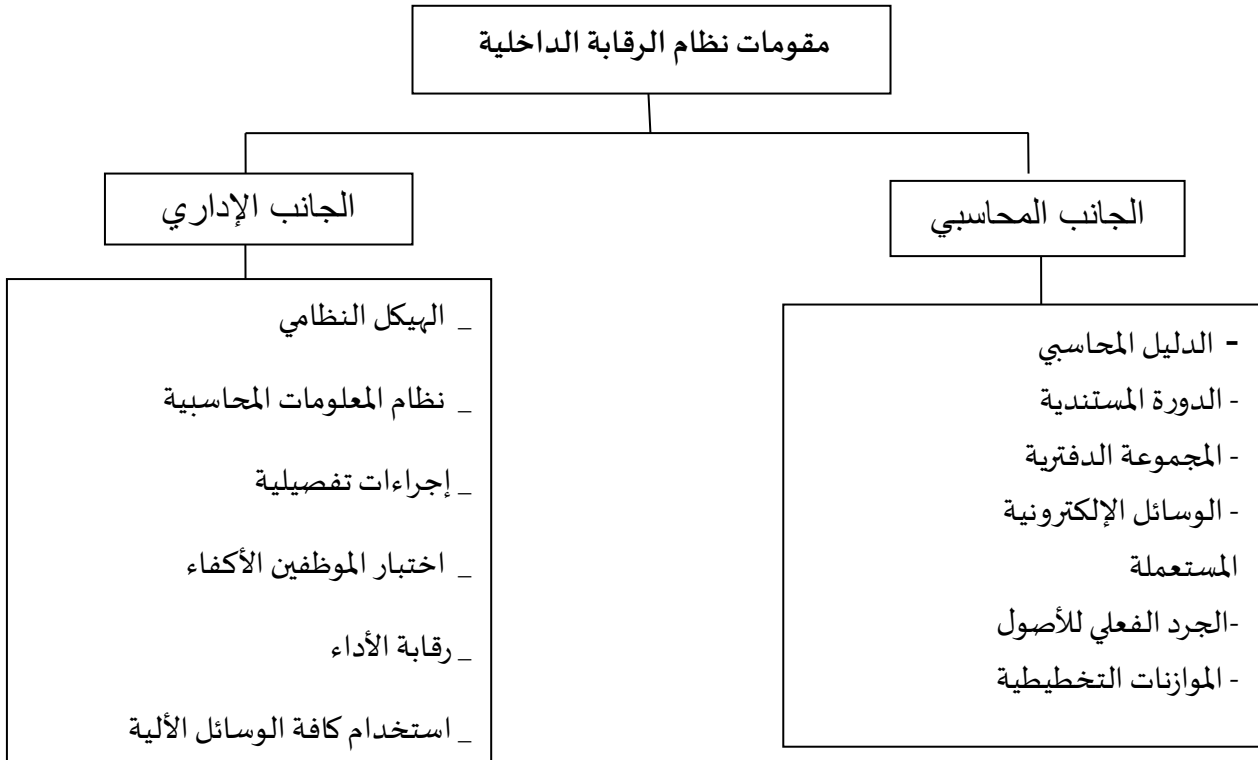 مقومات نظام الرقابة الداخلية
الجانب المحاسبي
- الدليل المحاسبي
- الدورة المستندية
- المجموعة الدفترية
- الوسائل الإلكترونية
المستعملة
-الجرد الفعلي للأصول
- الموازنات التخطيطية
الجانب الإداري
_ الهيكل النظامي
_ نظام المعلومات المحاسبية
_ إجراءات تفصيلية
_ اختبار الموظفين الأكفاء
_ رقابة الأداء
_ استخدام كافة الوسائل الألية